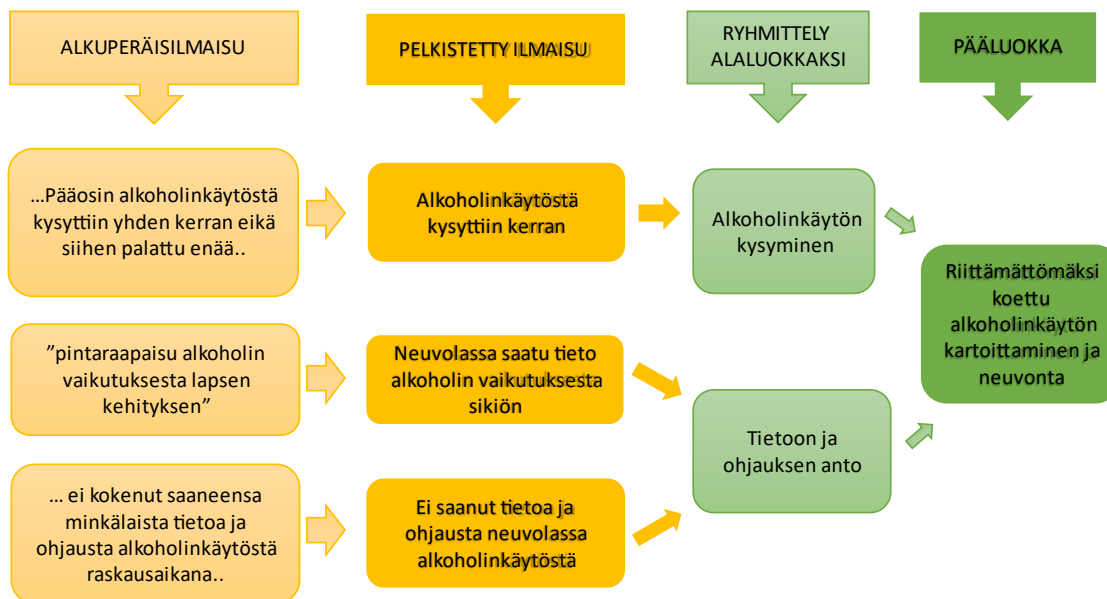 ALKUPERÄISILMAISU
PELKISTETTY ILMAISU
RYHMITTELY
ALALUOKKAKSI
PÄÄLUOKKA
…Pääosin alkoholinkäytöstä
kysyttiin yhden kerran eikä
siihen palattu enää..
Alkoholinkäytöstä
kysyttiin kerran
Alkoholinkäytön
kysyminen
Riittämättömäksi
koettu
alkoholinkäytön
kartoittaminen ja
neuvonta
”pintaraapaisu alkoholin
vaikutuksesta lapsen
kehityksen”
Neuvolassa saatu tieto
alkoholin vaikutuksesta
sikiön
Tietoon ja
ohjauksen anto
… ei kokenut saaneensa
minkälaista tietoa ja
ohjausta alkoholinkäytöstä
raskausaikana..
Ei saanut tietoa ja
ohjausta neuvolassa
alkoholinkäytöstä